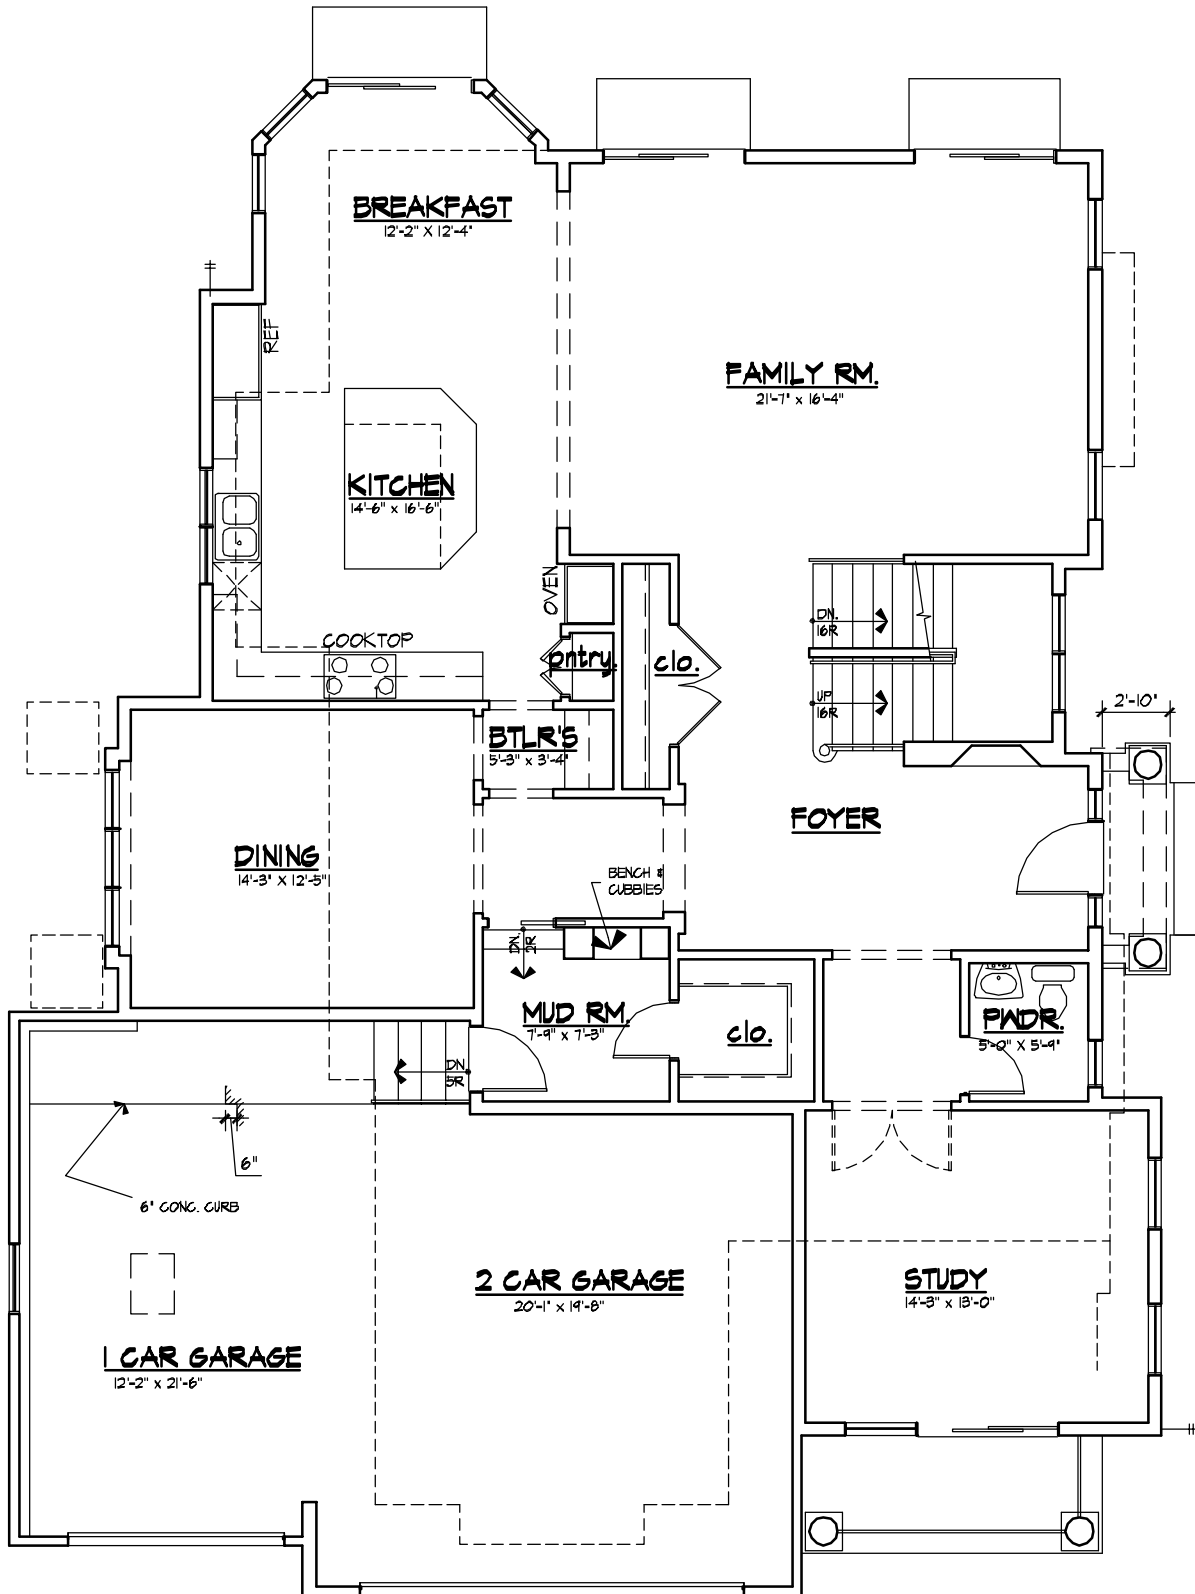 BREAKFAST
12'-2" X 12'-4"
REF
FAMILY RM.
21'-7" x 16'-4"
KITCHEN
14'-6" x 16'-6"
OVEN
COOKTOP
pntry.
clo.
DN.
16R
UP
16R
2'-10"
BTLR'S
5'-3" X 3'-4"
FOYER
DINING
14'-3" X 12'-5"
BENCH &
CUBBIES
DN.
2R
MUD RM.
7'-9" X 7'-3"
clo.
PWDR.
5'-0" X 5'-9"
DN.
5R
6"
6" CONC. CURB
2 CAR GARAGE
20'-1" x 19'-8"
STUDY
14'-3" x 13'-0"
1 CAR GARAGE
12'-2" x 21'-6"